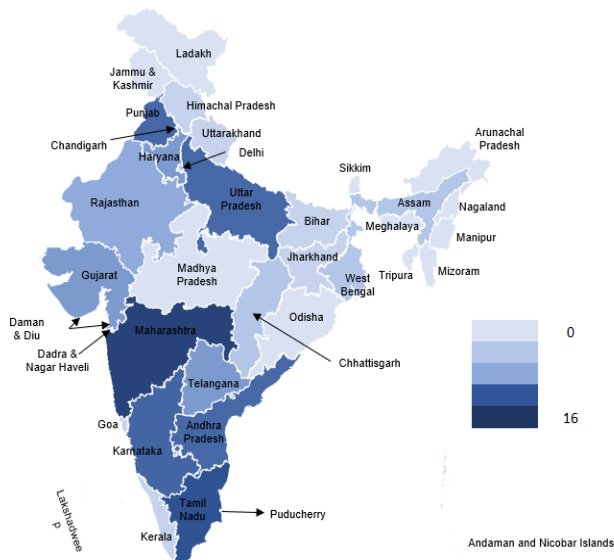 Ladakh
Jammu &
Kashmir
Himachal Pradesh
Punjab
Chandigarh
Uttarakhand
Haryana
Delhi
Arunachal
Pradesh
Sikkim
Rajasthan
Uttar
Pradesh
Assam
Nagaland
Bihar
Meghalaya
Manipur
Jharkhand
Gujarat
Madhya
Pradesh
West
Bengal
Tripura
Mizoram
Daman
& Diu
Odisha
Maharashtra
0
Dadra &
Nagar Haveli
Chhattisgarh
Telangana
16
Goa
Andhra
Pradesh
Karnataka
Lakshadwee
p
Tamil
Nadu
Puducherry
Kerala
Andaman and Nicobar Islands